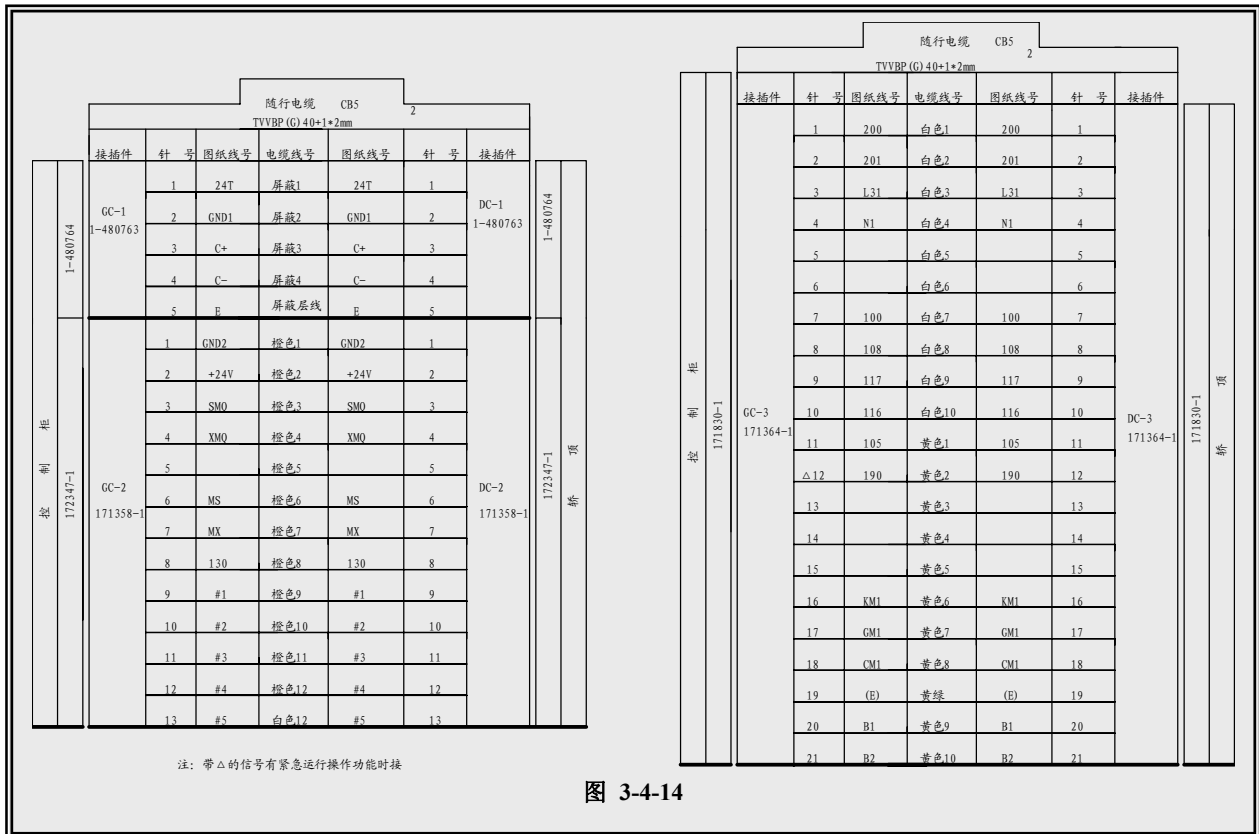 随行电缆 CB5
TVVBP(G)40+1*2mm 2
接插件 针 号 图纸线号 电缆线号 图纸线号 针 号 接插件
1 24T 屏蔽1 24T 1
2 GND1 屏蔽2 GND1 2
3 C+ 屏蔽3 C+ 3
4 C- 屏蔽4 C- 4
5 E 屏蔽层线 E 5
GC-1
1-480763
DC-1
1-480763
1-480764
1-480764
1 GND2 橙色1 GND2 1
2 +24V 橙色2 +24V 2
3 SMQ 橙色3 SMQ 3
4 XMQ 橙色4 XMQ 4
5 橙色5 5
6 MS 橙色6 MS 6
7 MX 橙色7 MX 7
8 130 橙色8 130 8
9 #1 橙色9 #1 9
10 #2 橙色10 #2 10
11 #3 橙色11 #3 11
12 #4 橙色12 #4 12
13 #5 白色12 #5 13
GC-2
171358-1
DC-2
171358-1
172347-1
172347-1
控 制 柜
轿 顶
注: 带△的信号有紧急运行操作功能时接
随行电缆 CB5
TVVBP(G)40+1*2mm 2
接插件 针 号 图纸线号 电缆线号 图纸线号 针 号 接插件
1 200 白色1 200 1
2 201 白色2 201 2
3 L31 白色3 L31 3
4 N1 白色4 N1 4
5 白色5 5
6 白色6 6
7 100 白色7 100 7
8 108 白色8 108 8
9 117 白色9 117 9
10 116 白色10 116 10
11 105 黄色1 105 11
△12 190 黄色2 190 12
13 黄色3 13
14 黄色4 14
15 黄色5 15
16 KM1 黄色6 KM1 16
17 GM1 黄色7 GM1 17
18 CM1 黄色8 CM1 18
19 (E) 黄绿 (E) 19
20 B1 黄色9 B1 20
21 B2 黄色10 B2 21
GC-3
171364-1
DC-3
171364-1
171830-1
171830-1
控 制 柜
轿 顶
图 3-4-14